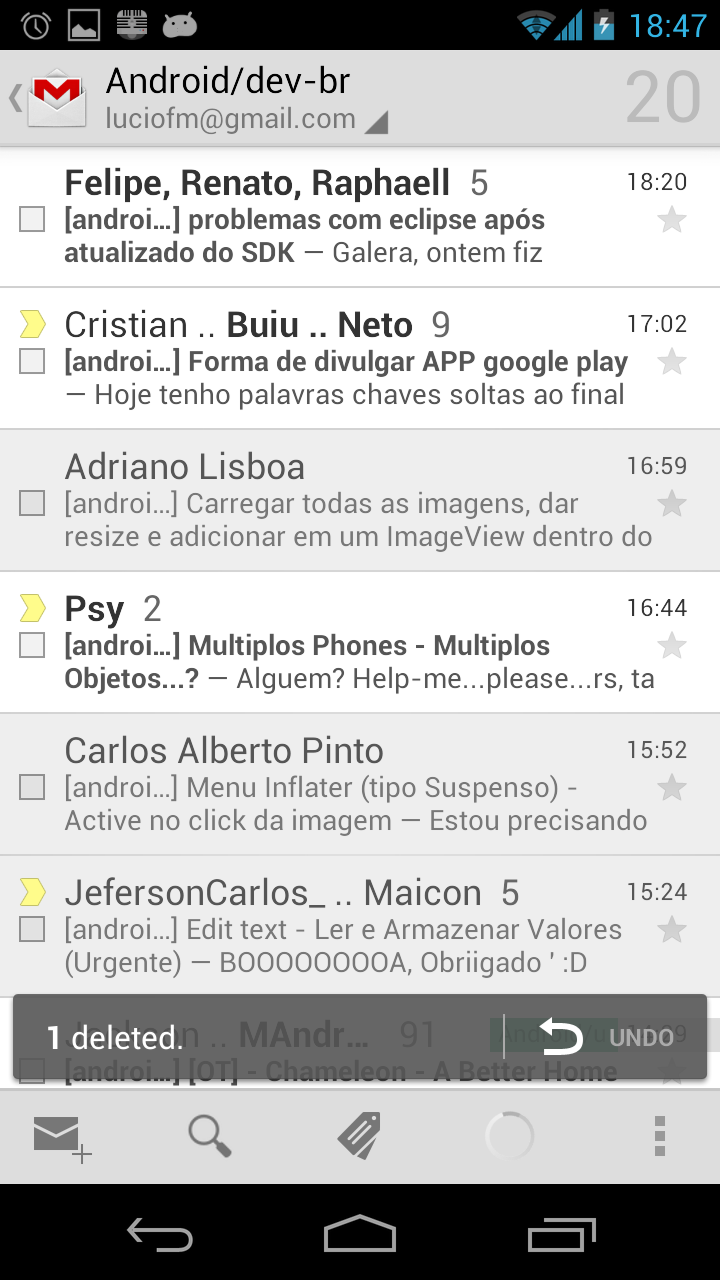 18:47
Android/dev-br
20
luciofm@gmail.com
Felipe, Renato, Raphaell 5 18:20
[androi...] problemas com eclipse após
atualizado do SDK — Galera, ontem fiz
Cristian .. Buiu .. Neto 9 17:02
[androi...] Forma de divulgar APP google play
— Hoje tenho palavras chaves soltas ao final
Adriano Lisboa 16:59
[androi...] Carregar todas as imagens, dar
resize e adicionar em um ImageView dentro do
Psy 2 16:44
[androi...] Multiplos Phones - Multiplos
Objetos...? — Alguem? Help-me...please...rs, ta
Carlos Alberto Pinto 15:52
[androi...] Menu Inflater (tipo Suspenso) -
Active no click da imagem — Estou precisando
JefersonCarlos_ .. Maicon 5 15:24
[androi...] Edit text - Ler e Armazenar Valores
(Urgente) — BOOOOOOOOA, Obriigado ' :D
1 deleted. UNDO
.. MAndr... 91
[androi...] [OT] - Chameleon - A Better Home